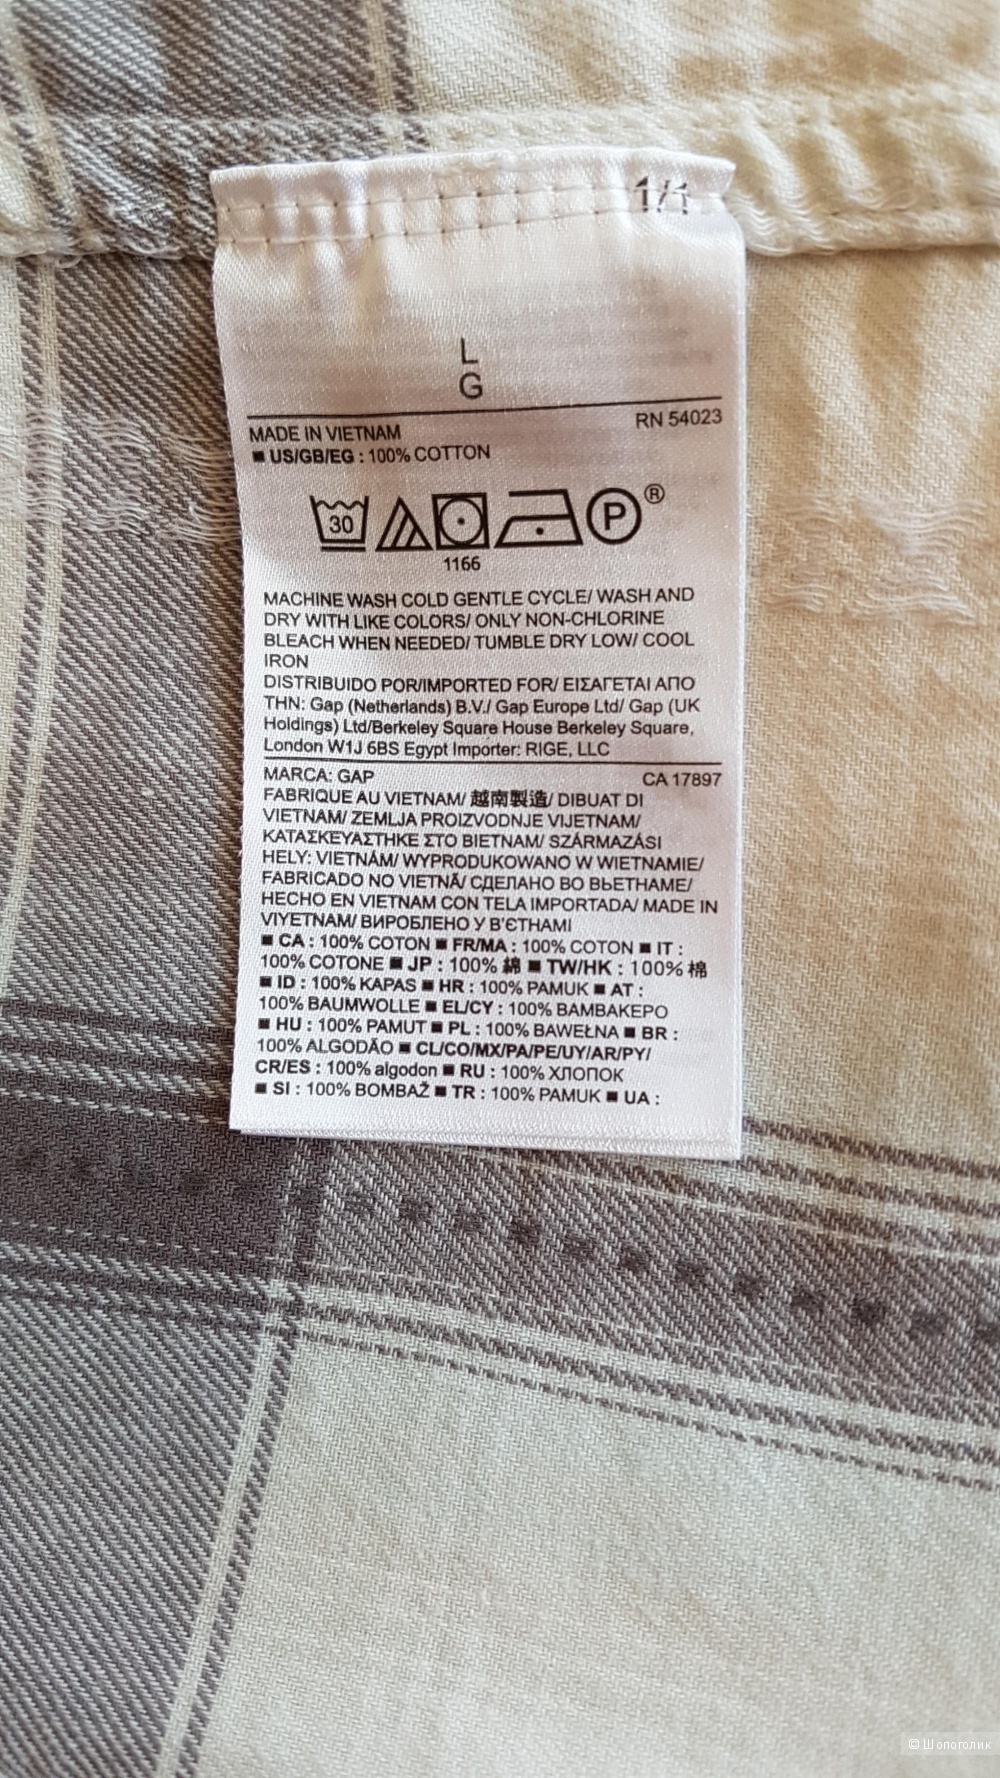 1/1
L
G
RN 54023
MADE IN VIETNAM
■ US/GB/EG : 100% COTTON
30
P ®
1166
MACHINE WASH COLD GENTLE CYCLE/ WASH AND
DRY WITH LIKE COLORS/ ONLY NON-CHLORINE
BLEACH WHEN NEEDED/ TUMBLE DRY LOW/ COOL
IRON
DISTRIBUIDO POR/IMPORTED FOR/ ΕΙΣΑΓΕΤΑΙ ΑΠΟ
ΤΗΝ: Gap (Netherlands) B.V./ Gap Europe Ltd/ Gap (UK
Holdings) Ltd/Berkeley Square House Berkeley Square,
London W1J 6BS Egypt Importer: RIGE, LLC
MARCA: GAP
CA 17897
FABRIQUE AU VIETNAM/ 越南製造/ DIBUAT DI
VIETNAM/ ZEMLJA PROIZVODNJE VIJETNAM/
ΚΑΤΑΣΚΕΥΑΣΤΗΚΕ ΣΤΟ ΒΙΕΤΝΑΜ/ SZÁRMAZÁSI
HELY: VIETNÁM/ WYPRODUKOWANO W WIETNAMIE/
FABRICADO NO VIETNÃ/ СДЕЛАНО ВО ВЬЕТНАМЕ/
HECHO EN VIETNAM CON TELA IMPORTADA/ MADE IN
VIYETNAM/ ВИРОБЛЕНО У В'ЄТНАМІ
■ CA : 100% COTON ■ FR/MA : 100% COTON ■ IT :
100% COTONE ■ JP : 100% 綿 ■ TW/HK : 100% 棉
■ ID : 100% KAPAS ■ HR : 100% PAMUK ■ AT :
100% BAUMWOLLE ■ EL/CY : 100% ΒΑΜΒΑΚΕΡΟ
■ HU : 100% PAMUT ■ PL : 100% BAWEŁNA ■ BR :
100% ALGODÃO ■ CL/CO/MX/PA/PE/UY/AR/PY/
CR/ES : 100% algodon ■ RU : 100% ХЛОПОК
■ SI : 100% BOMBAŽ ■ TR : 100% PAMUK ■ UA :
© Шопоголик